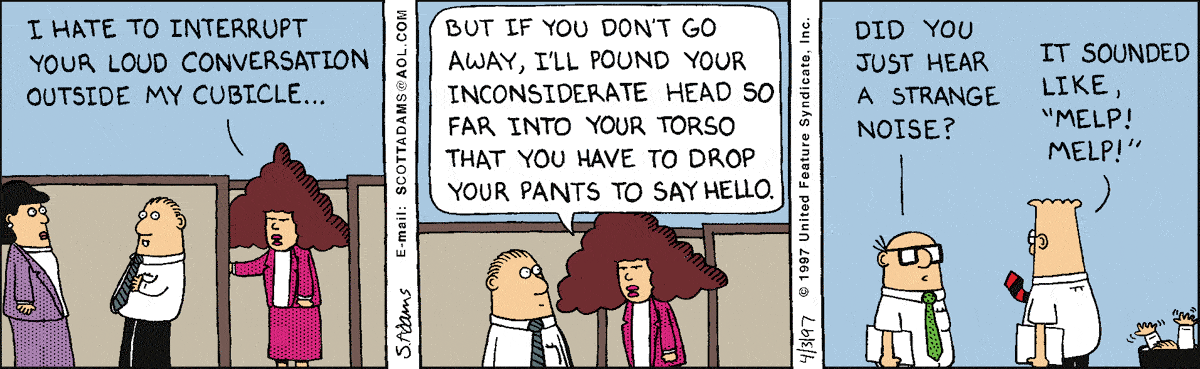 I HATE TO INTERRUPT
YOUR LOUD CONVERSATION
OUTSIDE MY CUBICLE...
S.Adams
E-mail: SCOTTADAMS@AOL.COM
BUT IF YOU DON'T GO
AWAY, I'LL POUND YOUR
INCONSIDERATE HEAD SO
FAR INTO YOUR TORSO
THAT YOU HAVE TO DROP
YOUR PANTS TO SAY HELLO.
4/3/97
© 1997 United Feature Syndicate, Inc.
DID YOU
JUST HEAR
A STRANGE
NOISE?
IT SOUNDED
LIKE,
"MELP!
MELP!"